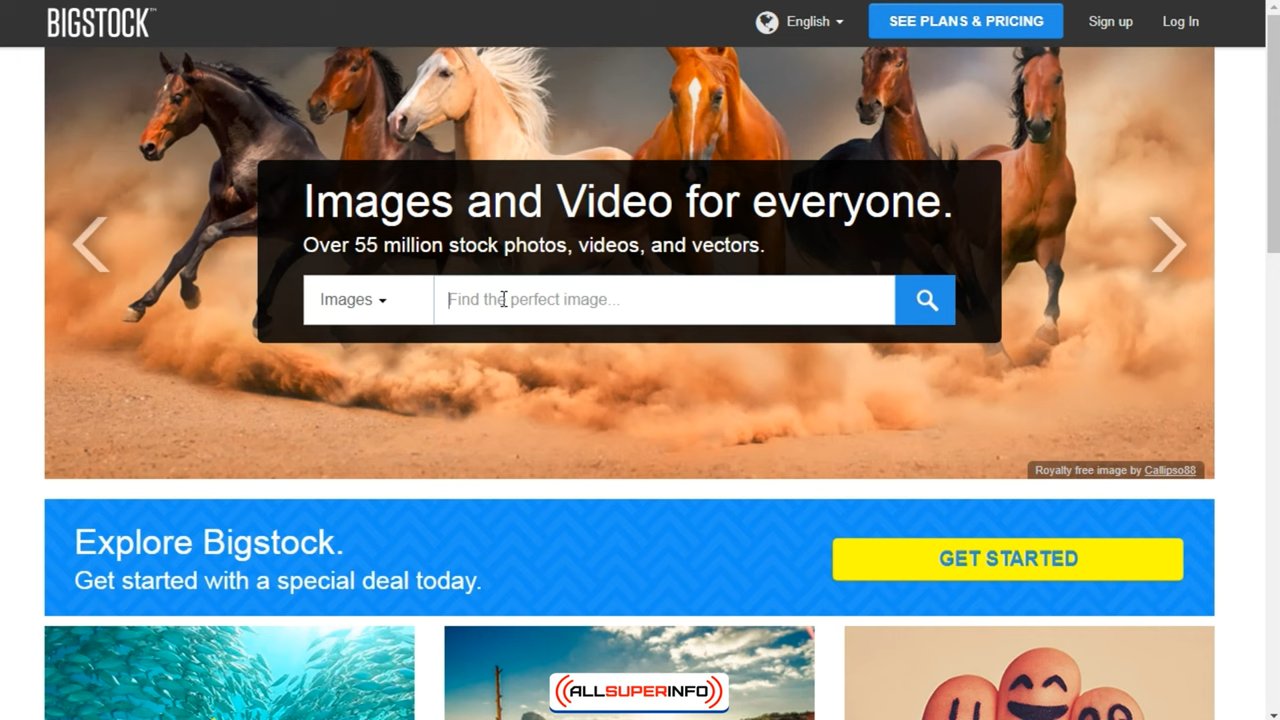 BIGSTOCK™
English
SEE PLANS & PRICING
Sign up
Log In
Images and Video for everyone.
Over 55 million stock photos, videos, and vectors.
Images
Find the perfect image...
Royalty free image by Callipso88
Explore Bigstock.
Get started with a special deal today.
GET STARTED
ALLSUPERINFO